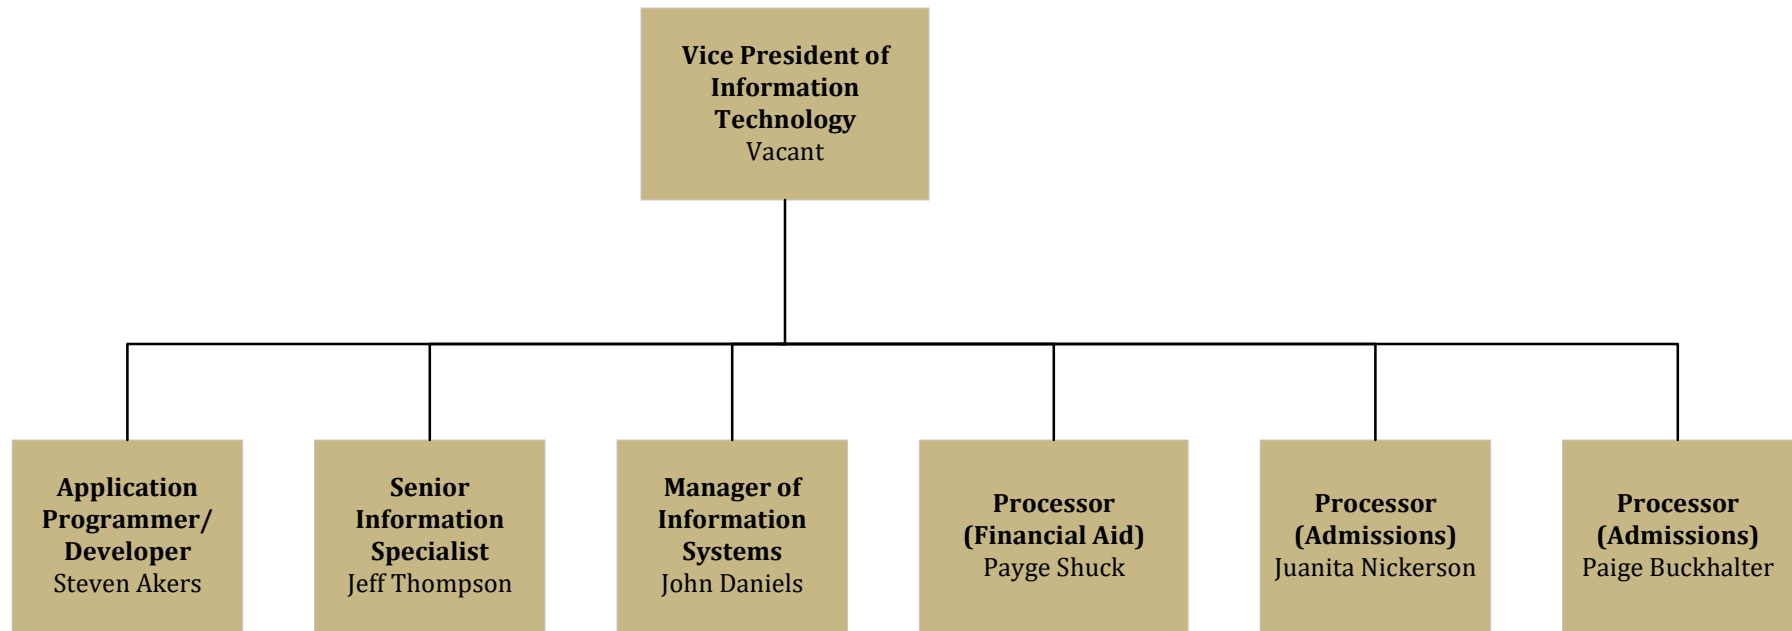 Vice President of
Information
Technology
Vacant
Application
Programmer/
Developer
Steven Akers
Senior
Information
Specialist
Jeff Thompson
Manager of
Information
Systems
John Daniels
Processor
(Financial Aid)
Payge Shuck
Processor
(Admissions)
Juanita Nickerson
Processor
(Admissions)
Paige Buckhalter